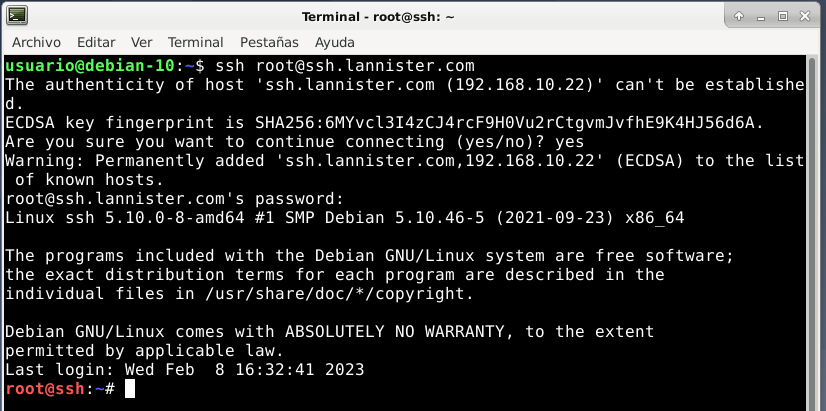 Terminal - root@ssh: ~
Archivo Editar Ver Terminal Pestañas Ayuda
usuario@debian-10:~$ ssh root@ssh.lannister.com
The authenticity of host 'ssh.lannister.com (192.168.10.22)' can't be establishe
d.
ECDSA key fingerprint is SHA256:6MYvcl3I4zCJ4rcF9H0Vu2rCtgvmJvfhE9K4HJ56d6A.
Are you sure you want to continue connecting (yes/no)? yes
Warning: Permanently added 'ssh.lannister.com,192.168.10.22' (ECDSA) to the list
 of known hosts.
root@ssh.lannister.com's password:
Linux ssh 5.10.0-8-amd64 #1 SMP Debian 5.10.46-5 (2021-09-23) x86_64

The programs included with the Debian GNU/Linux system are free software;
the exact distribution terms for each program are described in the
individual files in /usr/share/doc/*/copyright.

Debian GNU/Linux comes with ABSOLUTELY NO WARRANTY, to the extent
permitted by applicable law.
Last login: Wed Feb  8 16:32:41 2023
root@ssh:~#